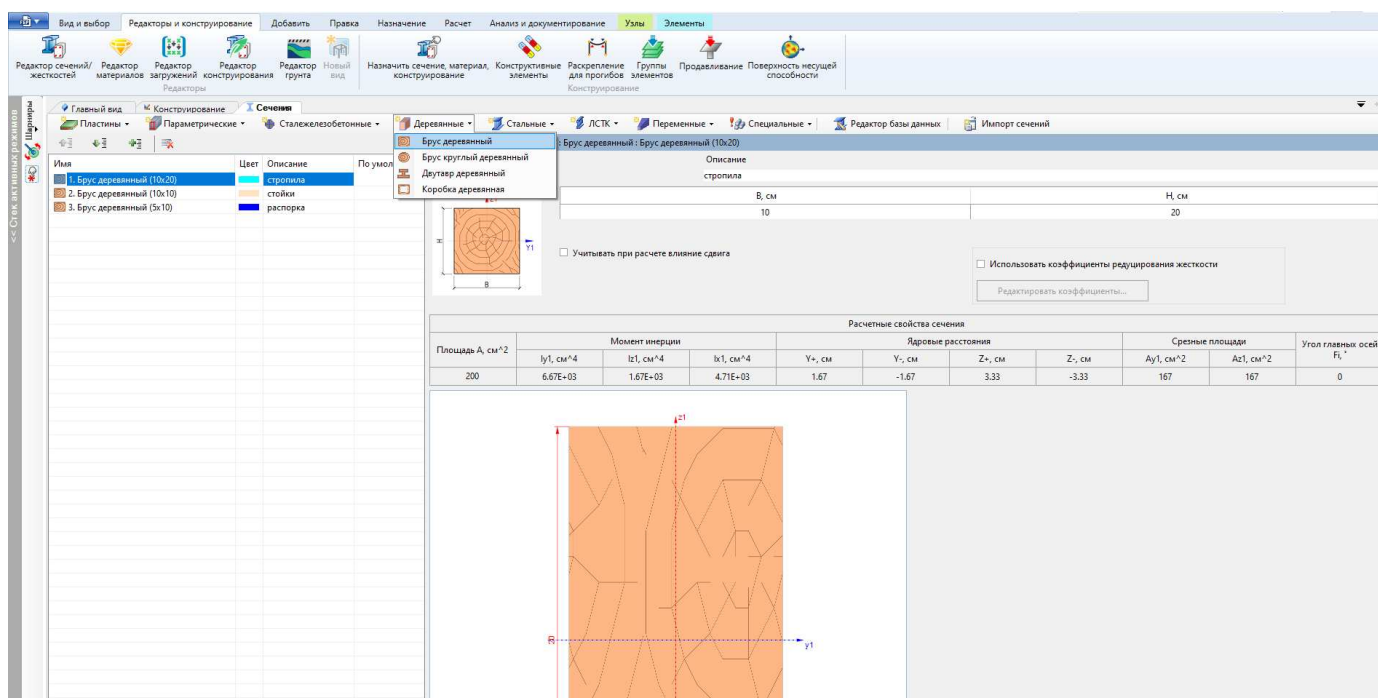 Вид и выбор Редакторы и конструирование Добавить Правка Назначение Расчет Анализ и документирование Узлы Элементы
Редактор сечений/ жесткостей
Редактор материалов
Редактор загружений
Редактор конструирования
Редактор грунта
Новый вид
Назначить сечение, материал, конструирование
Конструктивные элементы
Раскрепление для прогибов
Группы элементов
Продавливание
Поверхность несущей способности
Редакторы Конструирование
<< Стек активных режимов
Шарниры
Главный вид Конструирование Сечения
Пластины Параметрические Сталежелезобетонные Деревянные Стальные ЛСТК Переменные Специальные Редактор базы данных Импорт сечений
Брус деревянный
Брус круглый деревянный
Двутавр деревянный
Коробка деревянная
: Брус деревянный : Брус деревянный (10x20)
Имя Цвет Описание По умол
1. Брус деревянный (10x20) стропила
2. Брус деревянный (10x10) стойки
3. Брус деревянный (5x10) распорка
Описание
стропила
B, см H, см
10 20
z1
H
Y1
B
Учитывать при расчете влияние сдвига
Использовать коэффициенты редуцирования жесткости
Редактировать коэффициенты...
Расчетные свойства сечения
Площадь A, см^2 Момент инерции Ядровые расстояния Срезные площади Угол главных осей Fi, °
Iy1, см^4 Iz1, см^4 Ix1, см^4 Y+, см Y-, см Z+, см Z-, см Ay1, см^2 Az1, см^2
200 6.67E+03 1.67E+03 4.71E+03 1.67 -1.67 3.33 -3.33 167 167 0
z1
20
y1